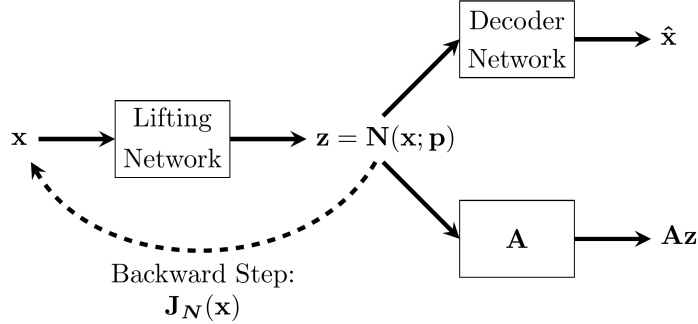 Decoder
Network
x̂
Lifting
Network
x
z = N(x; p)
A
Az
Backward Step:
J_N(x)